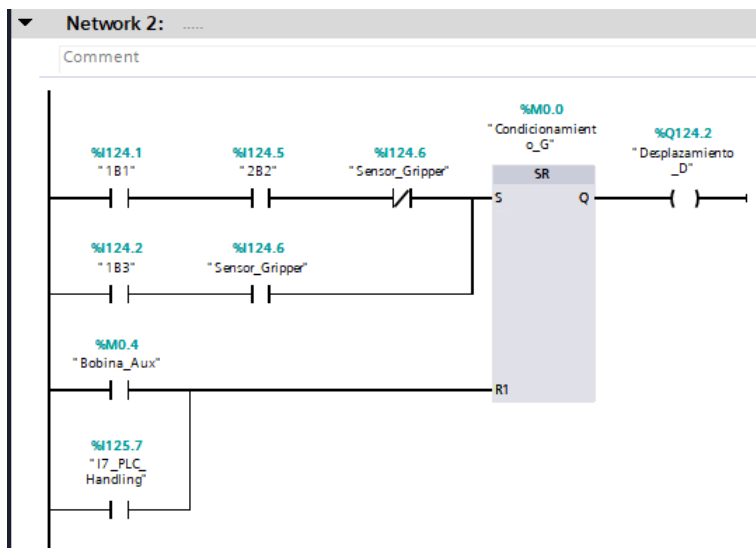 Network 2: .....
Comment
%M0.0
"Condicionamient
o_G"
%Q124.2
"Desplazamiento
_D"
%I124.1
"1B1"
%I124.5
"2B2"
%I124.6
"Sensor_Gripper"
SR
S
Q
%I124.2
"1B3"
%I124.6
"Sensor_Gripper"
%M0.4
"Bobina_Aux"
R1
%I125.7
"I7_PLC_
Handling"